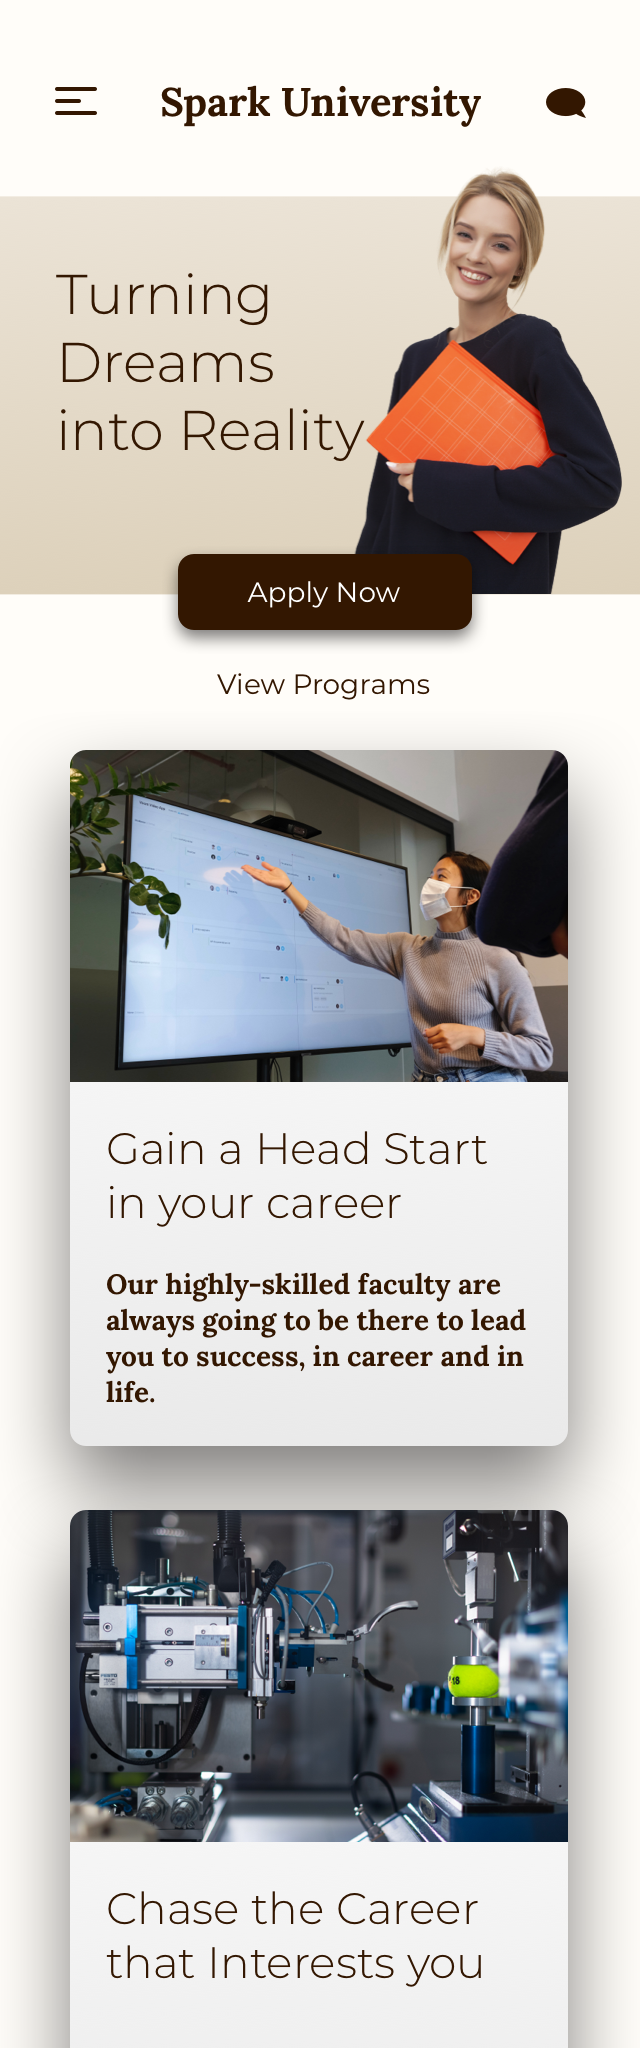 Spark University
Turning
Dreams
into Reality
Apply Now
View Programs
Gain a Head Start
in your career
Our highly-skilled faculty are
always going to be there to lead
you to success, in career and in
life.
18
Chase the Career
that Interests you